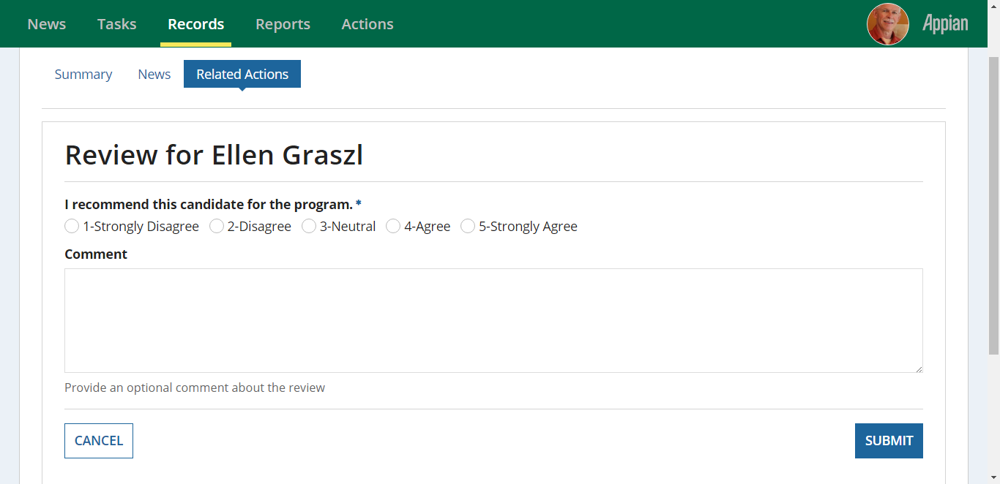 News Tasks Records Reports Actions Appian
Summary News Related Actions
Review for Ellen Graszl
I recommend this candidate for the program. *
1-Strongly Disagree 2-Disagree 3-Neutral 4-Agree 5-Strongly Agree
Comment
Provide an optional comment about the review
CANCEL SUBMIT